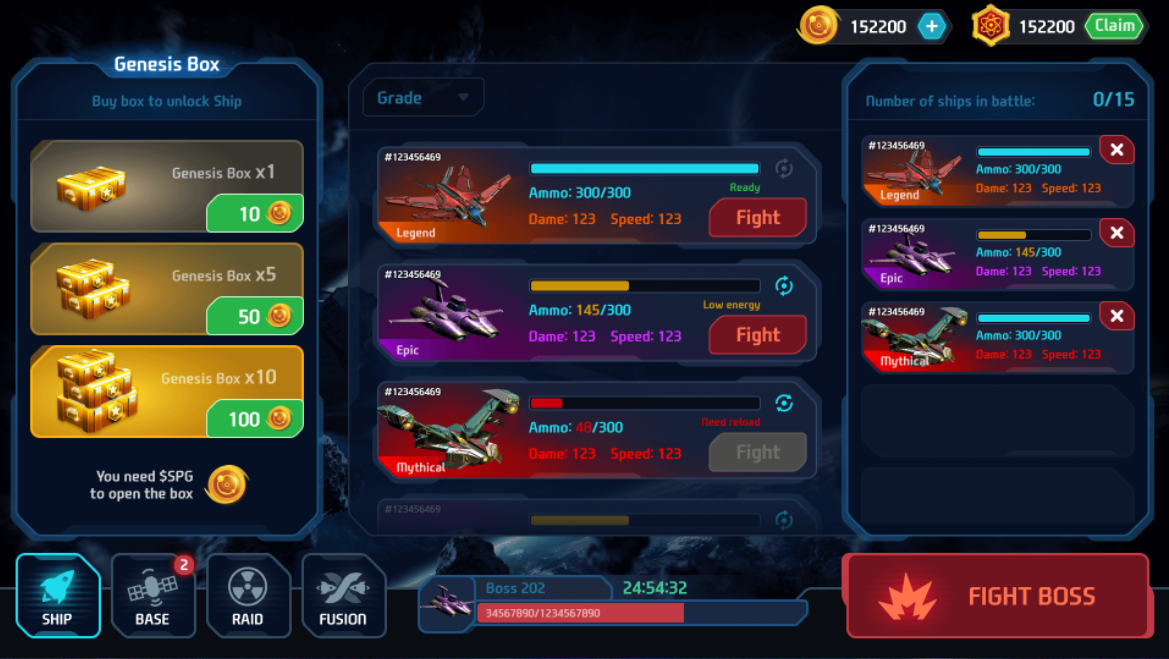 152200
+
152200
Claim
Genesis Box
Buy box to unlock Ship
Genesis Box x1
10
Genesis Box x5
50
Genesis Box x10
100
You need $SPG
to open the box
Grade
#123456469
Legend
Ammo: 300/300
Dame: 123 Speed: 123
Ready
Fight
#123456469
Epic
Ammo: 145/300
Dame: 123 Speed: 123
Low energy
Fight
#123456469
Mythical
Ammo: 48/300
Dame: 123 Speed: 123
Need reload
Fight
#123456469
Number of ships in battle: 0/15
#123456469
Legend
Ammo: 300/300
Dame: 123 Speed: 123
#123456469
Epic
Ammo: 145/300
Dame: 123 Speed: 123
#123456469
Mythical
Ammo: 300/300
Dame: 123 Speed: 123
SHIP
BASE
2
RAID
FUSION
Boss 202
24:54:32
34567890/1234567890
FIGHT BOSS